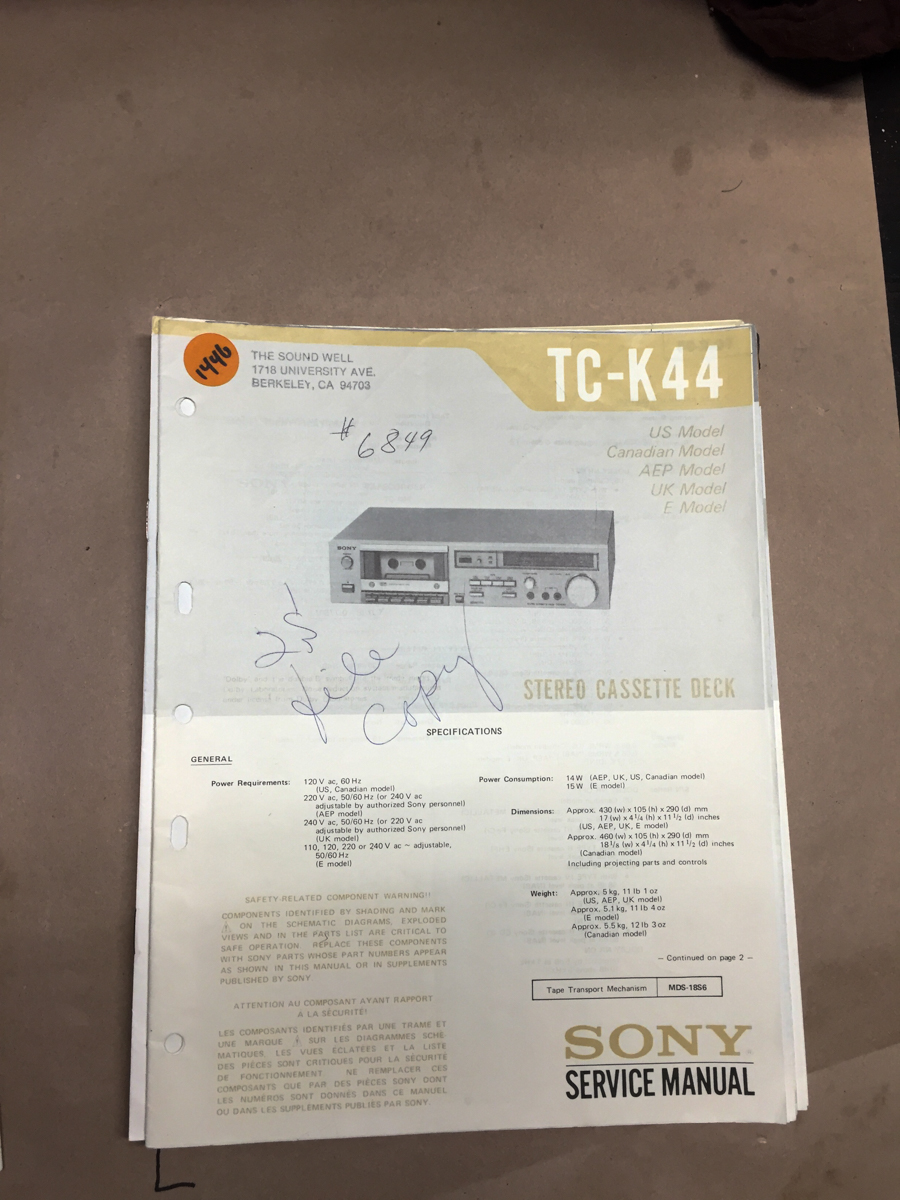 1446
THE SOUND WELL
1718 UNIVERSITY AVE.
BERKELEY, CA 94703
TC-K44
# 6849
US Model
Canadian Model
AEP Model
UK Model
E Model
SONY
25
file
copy
STEREO CASSETTE DECK
SPECIFICATIONS
GENERAL
Power Requirements: 120 V ac, 60 Hz
(US, Canadian model)
220 V ac, 50/60 Hz (or 240 V ac
adjustable by authorized Sony personnel)
(AEP model)
240 V ac, 50/60 Hz (or 220 V ac
adjustable by authorized Sony personnel)
(UK model)
110, 120, 220 or 240 V ac ~ adjustable,
50/60 Hz
(E model)
Power Consumption: 14 W (AEP, UK, US, Canadian model)
15 W (E model)
Dimensions: Approx. 430 (w) x 105 (h) x 290 (d) mm
17 (w) x 4 1/4 (h) x 11 1/2 (d) inches
(US, AEP, UK, E model)
Approx. 460 (w) x 105 (h) x 290 (d) mm
18 1/8 (w) x 4 1/4 (h) x 11 1/2 (d) inches
(Canadian model)
Including projecting parts and controls
Weight: Approx. 5 kg, 11 lb 1 oz
(US, AEP, UK model)
Approx. 5.1 kg, 11 lb 4 oz
(E model)
Approx. 5.5 kg, 12 lb 3 oz
(Canadian model)
— Continued on page 2 —
SAFETY-RELATED COMPONENT WARNING!!
COMPONENTS IDENTIFIED BY SHADING AND MARK
⚠ ON THE SCHEMATIC DIAGRAMS, EXPLODED
VIEWS AND IN THE PARTS LIST ARE CRITICAL TO
SAFE OPERATION. REPLACE THESE COMPONENTS
WITH SONY PARTS WHOSE PART NUMBERS APPEAR
AS SHOWN IN THIS MANUAL OR IN SUPPLEMENTS
PUBLISHED BY SONY
ATTENTION AU COMPOSANT AYANT RAPPORT
À LA SÉCURITÉ!
LES COMPOSANTS IDENTIFIÉS PAR UNE TRAME ET
UNE MARQUE ⚠ SUR LES DIAGRAMMES SCHÉ-
MATIQUES, LES VUES ÉCLATÉES ET LA LISTE
DES PIÈCES SONT CRITIQUES POUR LA SÉCURITÉ
DE FONCTIONNEMENT. NE REMPLACER CES
COMPOSANTS QUE PAR DES PIÈCES SONY DONT
LES NUMÉROS SONT DONNÉS DANS CE MANUEL
OU DANS LES SUPPLÉMENTS PUBLIÉS PAR SONY.
Tape Transport Mechanism MDS-18S6
SONY
SERVICE MANUAL